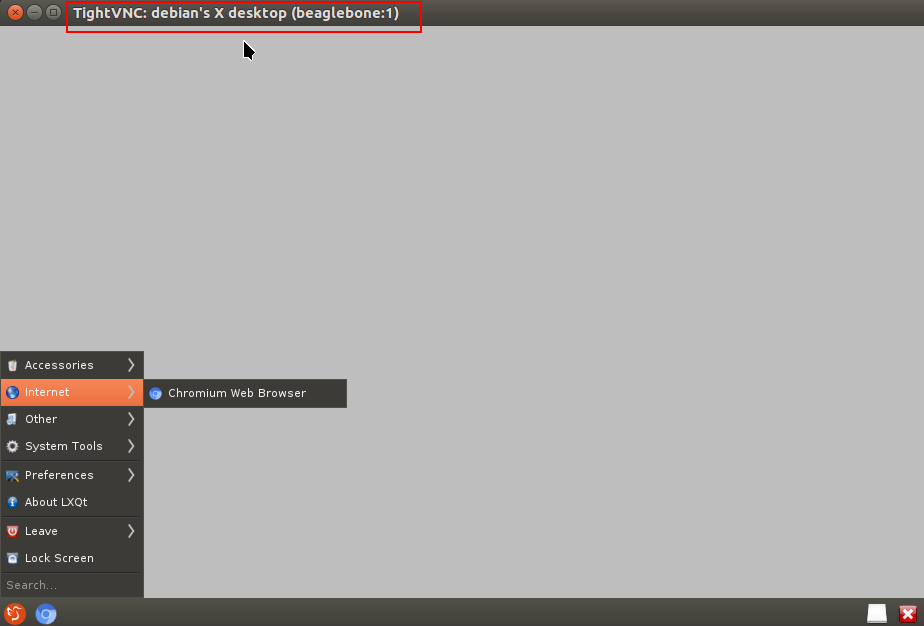 TightVNC: debian's X desktop (beaglebone:1)
Accessories
Internet
Chromium Web Browser
Other
System Tools
Preferences
About LXQt
Leave
Lock Screen
Search...